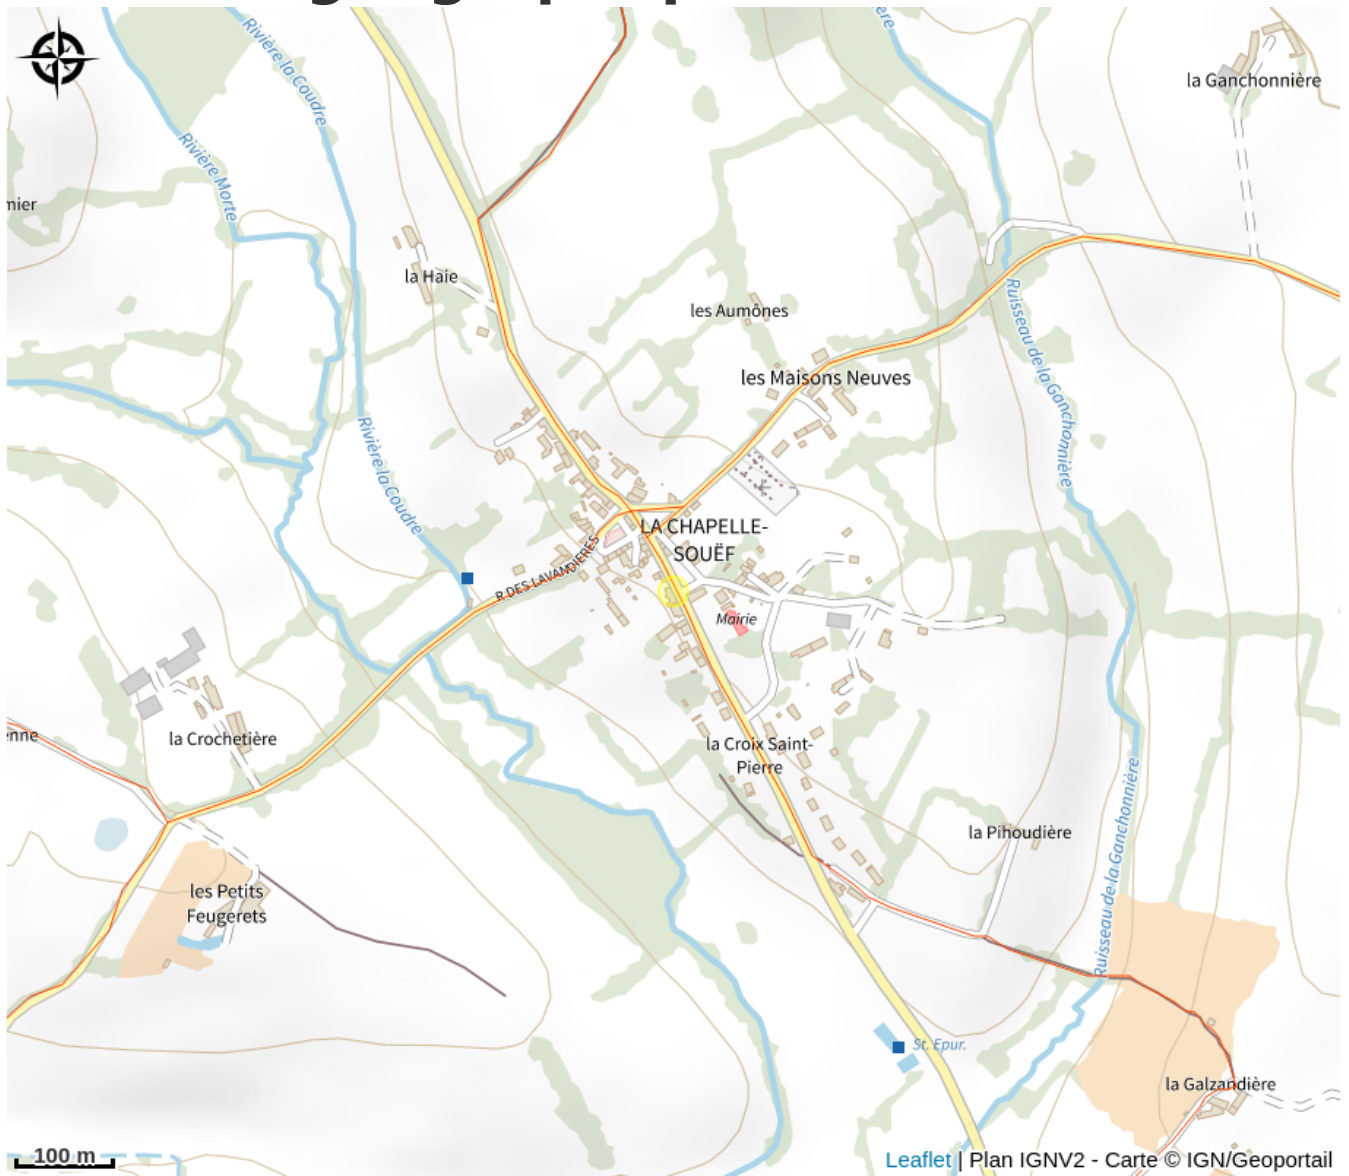 Rivière la Coudre
la Ganchonnière
Rivière Morte
mier
la Haie
les Aumônes
Ruisseau de la Ganchonnière
les Maisons Neuves
Rivière la Coudre
LA CHAPELLE-
SOUËF
R DES LAVANDIERES
Mairie
enne
la Crochetière
la Croix Saint-
Pierre
la Pihoudière
Ruisseau de la Ganchonnière
les Petits
Feugerets
St. Epur.
la Galzandière
100 m
Leaflet | Plan IGNV2 - Carte © IGN/Geoportail